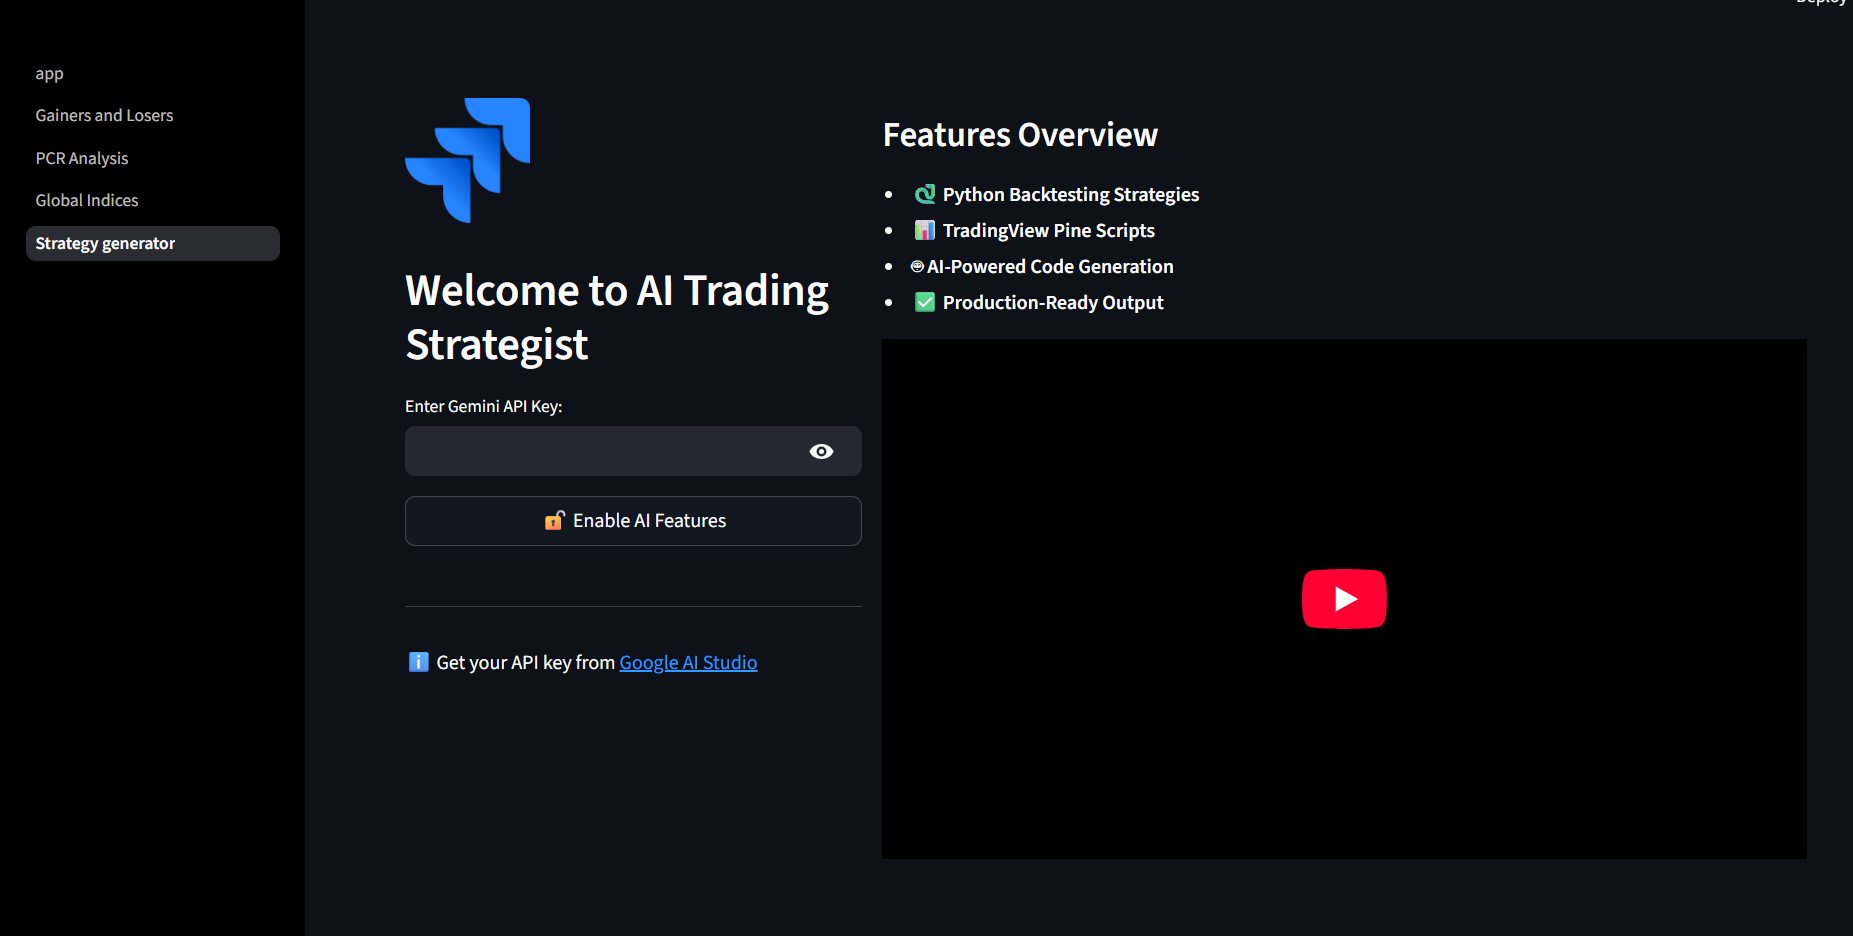 Deploy
app
Gainers and Losers
PCR Analysis
Global Indices
Strategy generator
Welcome to AI Trading
Strategist
Enter Gemini API Key:
Enable AI Features
Get your API key from Google AI Studio
Features Overview
Python Backtesting Strategies
TradingView Pine Scripts
AI-Powered Code Generation
Production-Ready Output